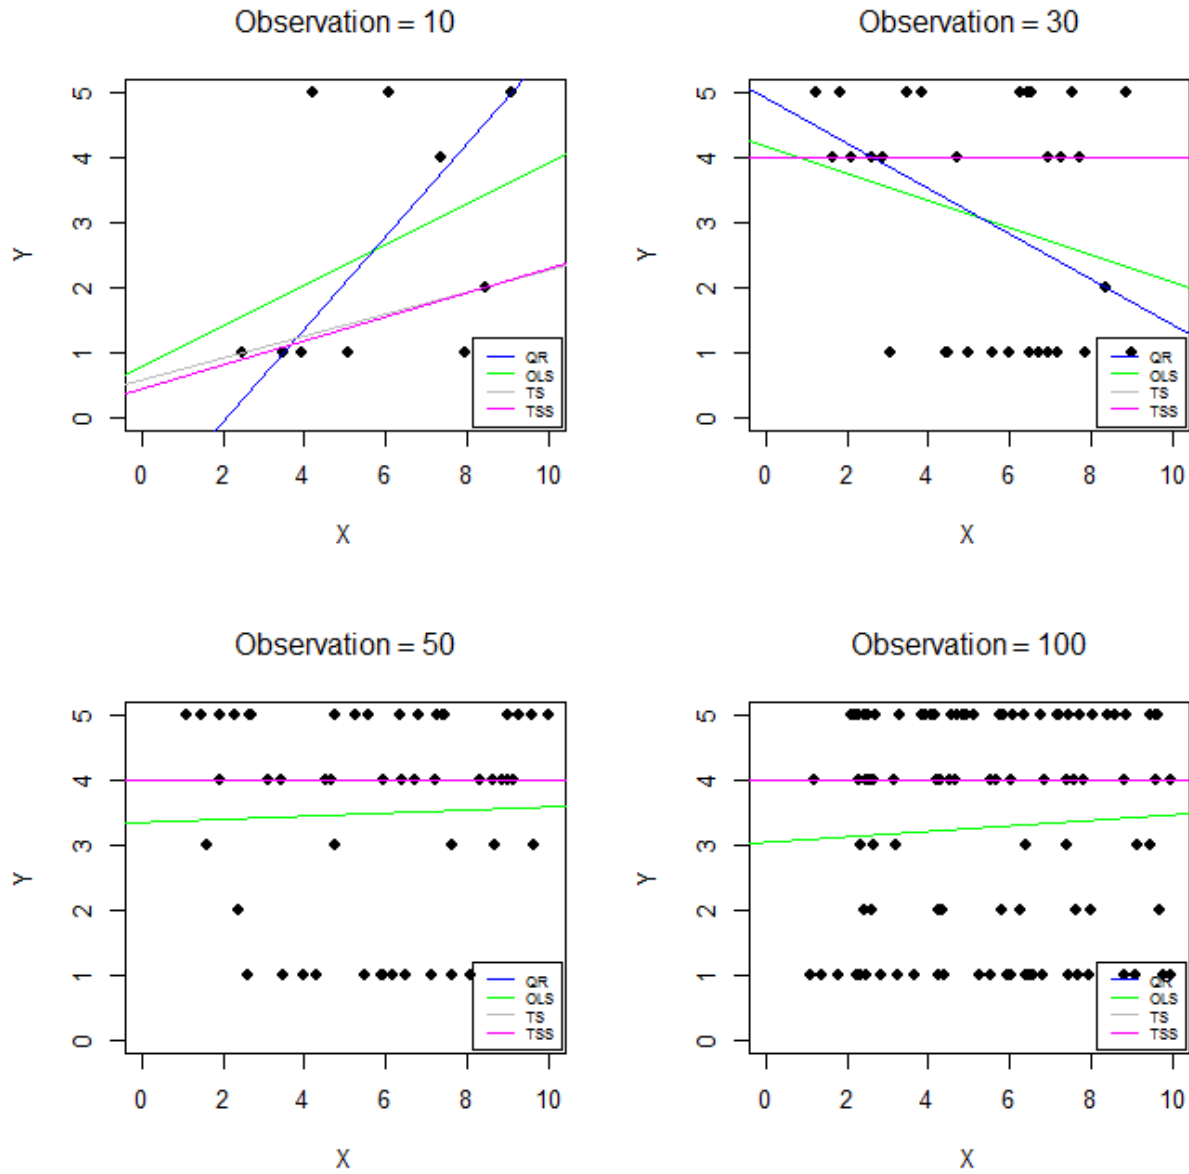 Observation = 10
5
4
3
2
1
0
Y
QR
OLS
TS
TSS
0 2 4 6 8 10
X
Observation = 30
5
4
3
2
1
0
Y
QR
OLS
TS
TSS
0 2 4 6 8 10
X
Observation = 50
5
4
3
2
1
0
Y
QR
OLS
TS
TSS
0 2 4 6 8 10
X
Observation = 100
5
4
3
2
1
0
Y
QR
OLS
TS
TSS
0 2 4 6 8 10
X